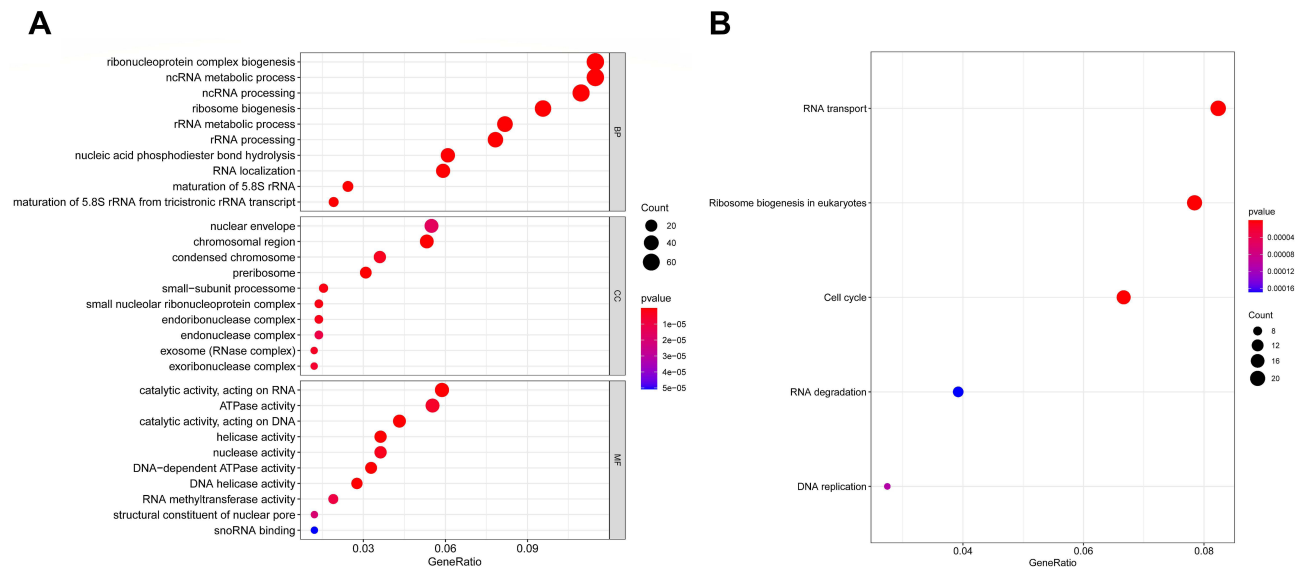 A
ribonucleoprotein complex biogenesis
ncRNA metabolic process
ncRNA processing
ribosome biogenesis
rRNA metabolic process
rRNA processing
nucleic acid phosphodiester bond hydrolysis
RNA localization
maturation of 5.8S rRNA
maturation of 5.8S rRNA from tricistronic rRNA transcript
BP
nuclear envelope
chromosomal region
condensed chromosome
preribosome
small−subunit processome
small nucleolar ribonucleoprotein complex
endoribonuclease complex
endonuclease complex
exosome (RNase complex)
exoribonuclease complex
CC
catalytic activity, acting on RNA
ATPase activity
catalytic activity, acting on DNA
helicase activity
nuclease activity
DNA−dependent ATPase activity
DNA helicase activity
RNA methyltransferase activity
structural constituent of nuclear pore
snoRNA binding
MF
0.03 0.06 0.09
GeneRatio
Count
20
40
60
pvalue
1e−05
2e−05
3e−05
4e−05
5e−05
B
RNA transport
Ribosome biogenesis in eukaryotes
Cell cycle
RNA degradation
DNA replication
0.04 0.06 0.08
GeneRatio
pvalue
0.00004
0.00008
0.00012
0.00016
Count
8
12
16
20